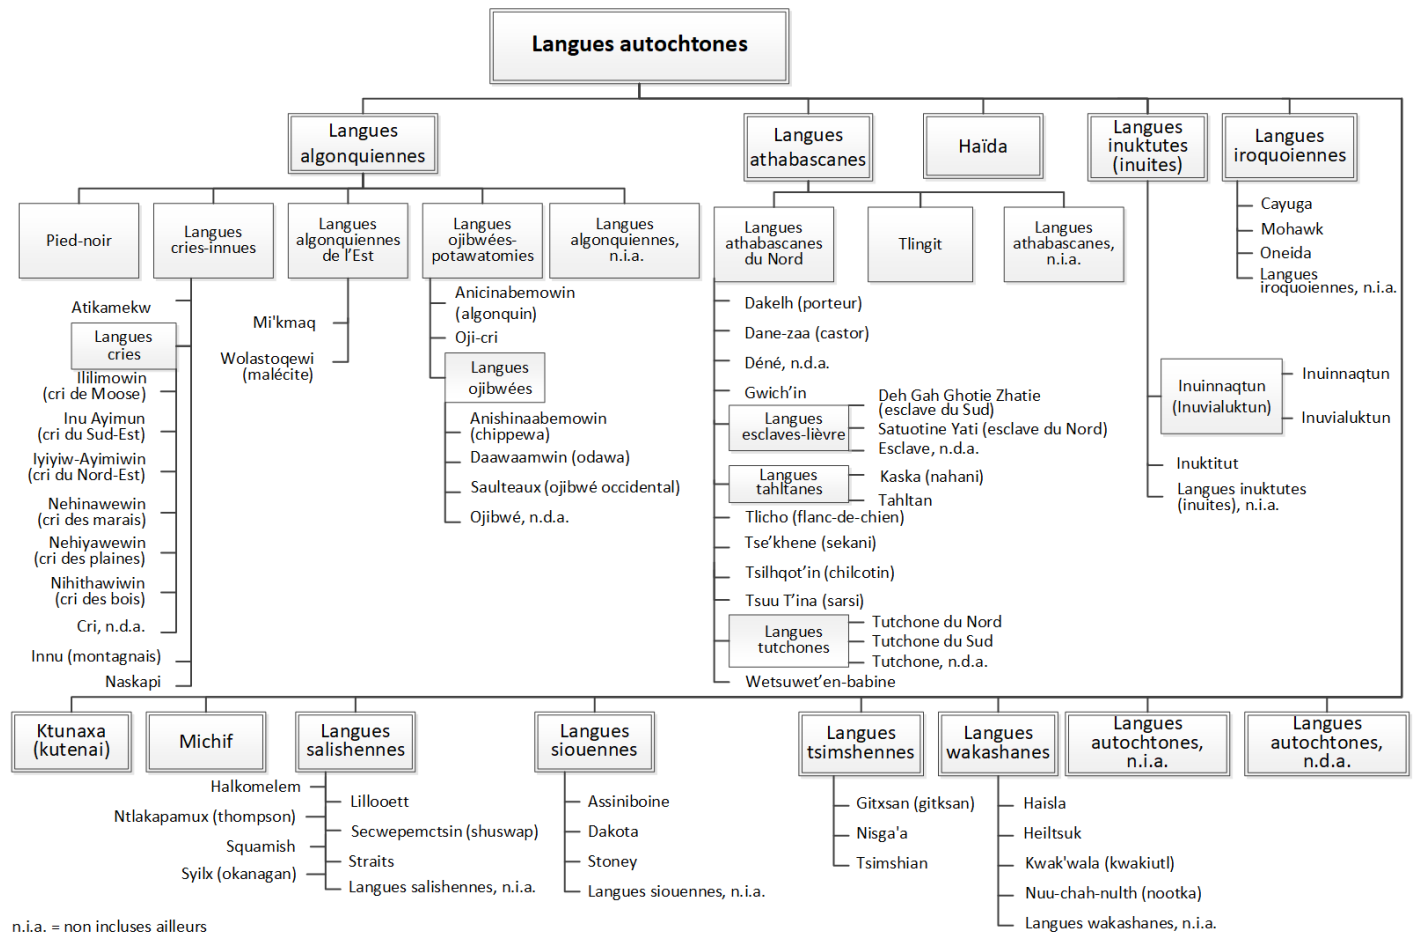 Langues autochtones
Langues
algonquiennes
Langues
athabascanes
Haïda
Langues
inuktutes
(inuites)
Langues
iroquoiennes
Pied-noir
Langues
cries-innues
Langues
algonquiennes
de l'Est
Langues
ojibwées-
potawatomies
Langues
algonquiennes,
n.i.a.
Langues
athabascanes
du Nord
Tlingit
Langues
athabascanes,
n.i.a.
Cayuga
Mohawk
Oneida
Langues
iroquoiennes, n.i.a.
Atikamekw
Langues
cries
Ililimowin
(cri de Moose)
Inu Ayimun
(cri du Sud-Est)
Iyiyiw-Ayimiwin
(cri du Nord-Est)
Nehinawewin
(cri des marais)
Nehiyawewin
(cri des plaines)
Nihithawiwin
(cri des bois)
Cri, n.d.a.
Innu (montagnais)
Naskapi
Mi'kmaq
Wolastoqewi
(malécite)
Anicinabemowin
(algonquin)
Oji-cri
Langues
ojibwées
Anishinaabemowin
(chippewa)
Daawaamwin (odawa)
Saulteaux (ojibwé occidental)
Ojibwé, n.d.a.
Dakelh (porteur)
Dane-zaa (castor)
Déné, n.d.a.
Gwich'in
Langues
esclaves-lièvre
Deh Gah Ghotie Zhatie
(esclave du Sud)
Satuotine Yati (esclave du Nord)
Esclave, n.d.a.
Langues
tahltanes
Kaska (nahani)
Tahltan
Tlicho (flanc-de-chien)
Tse'khene (sekani)
Tsilhqot'in (chilcotin)
Tsuu T'ina (sarsi)
Langues
tutchones
Tutchone du Nord
Tutchone du Sud
Tutchone, n.d.a.
Wetsuwet'en-babine
Inuinnaqtun
(Inuvialuktun)
Inuinnaqtun
Inuvialuktun
Inuktitut
Langues inuktutes
(inuites), n.i.a.
Ktunaxa
(kutenai)
Michif
Langues
salishennes
Langues
siouennes
Langues
tsimshennes
Langues
wakashanes
Langues
autochtones,
n.i.a.
Langues
autochtones,
n.d.a.
Halkomelem
Ntlakapamux (thompson)
Squamish
Syilx (okanagan)
Lillooett
Secwepemctsin (shuswap)
Straits
Langues salishennes, n.i.a.
Assiniboine
Dakota
Stoney
Langues siouennes, n.i.a.
Gitxsan (gitksan)
Nisga'a
Tsimshian
Haisla
Heiltsuk
Kwak'wala (kwakiutl)
Nuu-chah-nulth (nootka)
Langues wakashanes, n.i.a.
n.i.a. = non incluses ailleurs